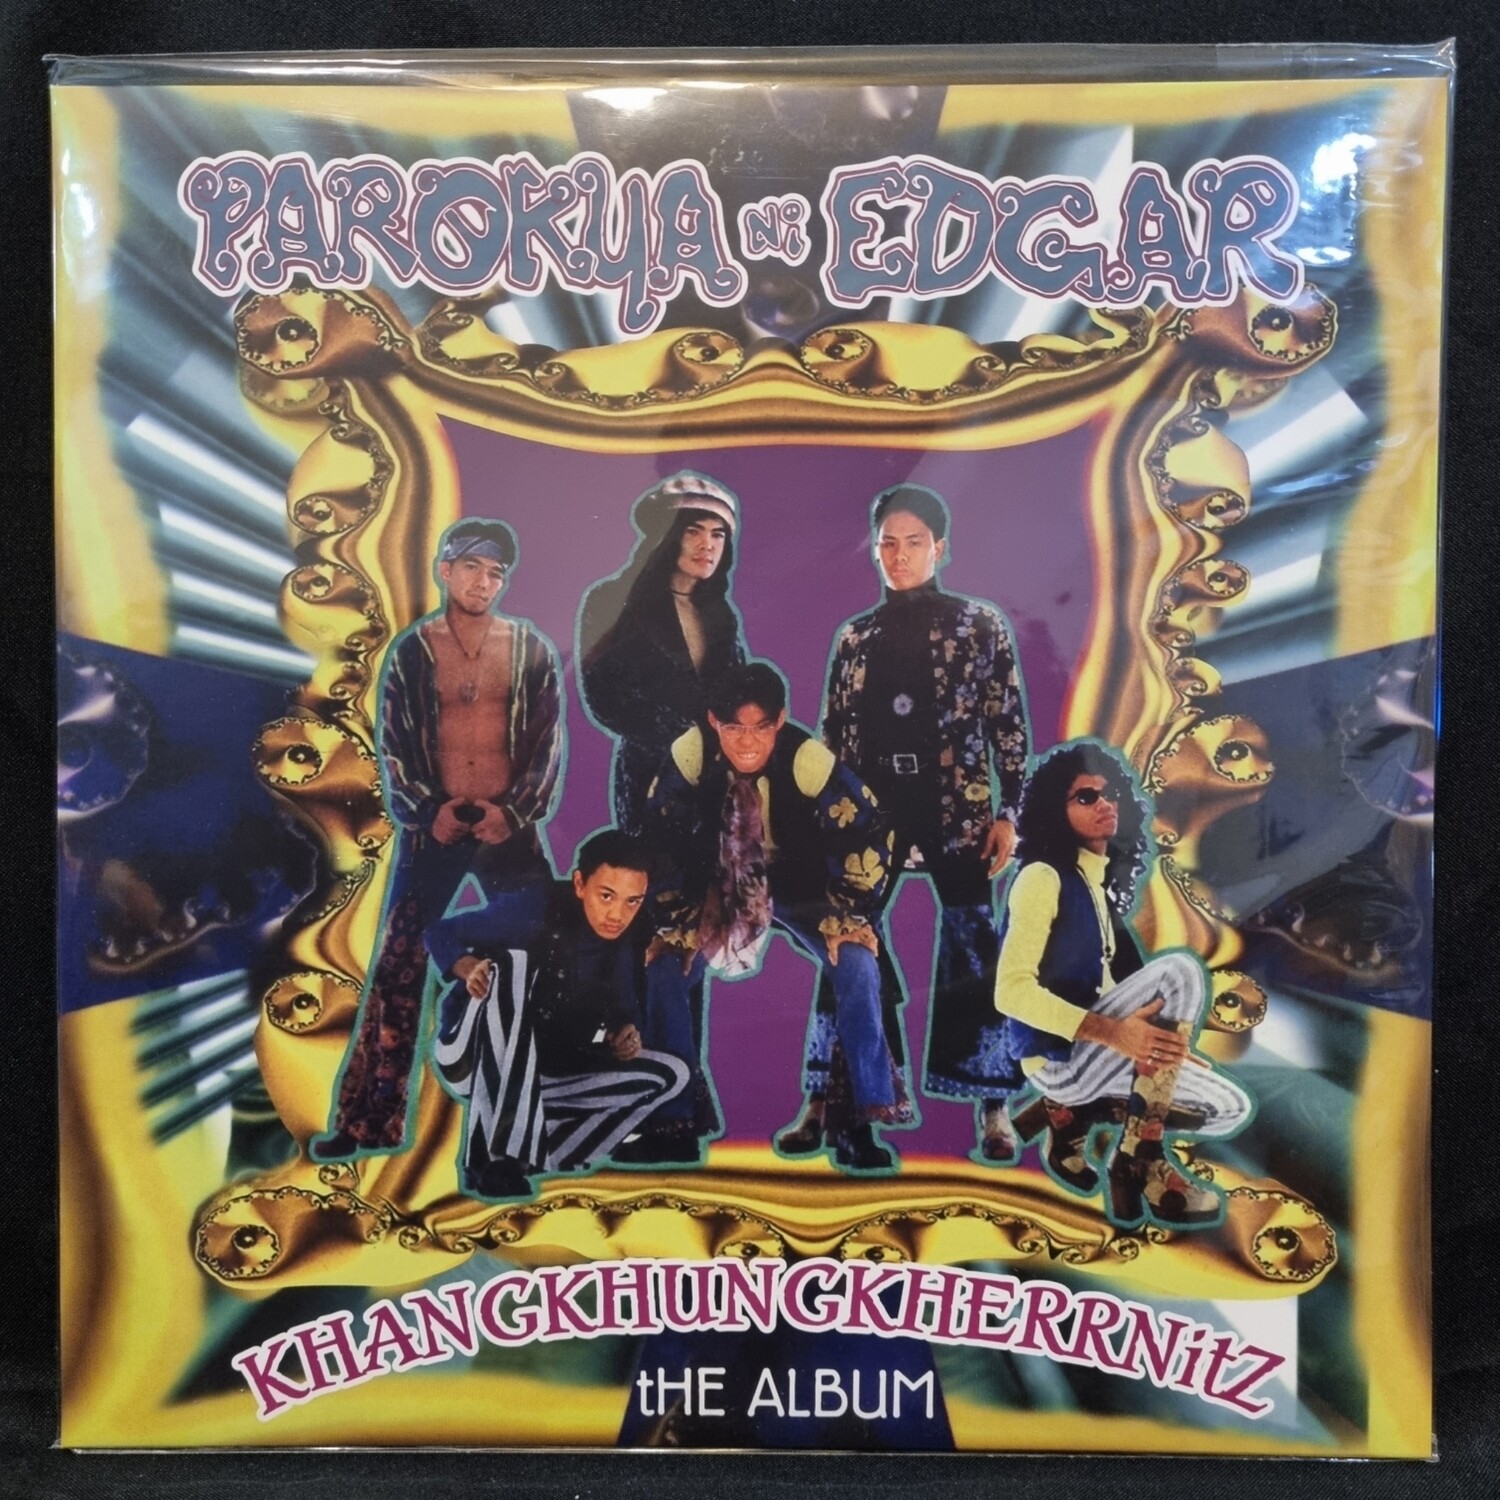 PAROKYA Ni EDGAR
KHANGKHUNGKHERRNitZ
tHE ALBUM